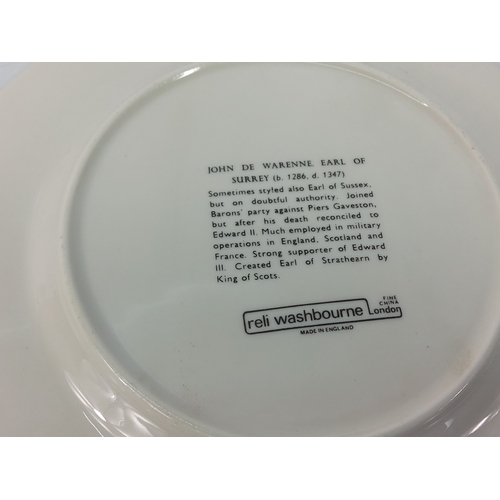 JOHN DE WARENNE. EARL OF
SURREY (b. 1286, d. 1347)
Sometimes styled also Earl of Sussex,
but on doubtful authority. Joined
Barons' party against Piers Gaveston,
but after his death reconciled to
Edward II. Much employed in military
operations in England, Scotland and
France. Strong supporter of Edward
III. Created Earl of Strathearn by
King of Scots.
reli washbourne London
FINE
CHINA
MADE IN ENGLAND